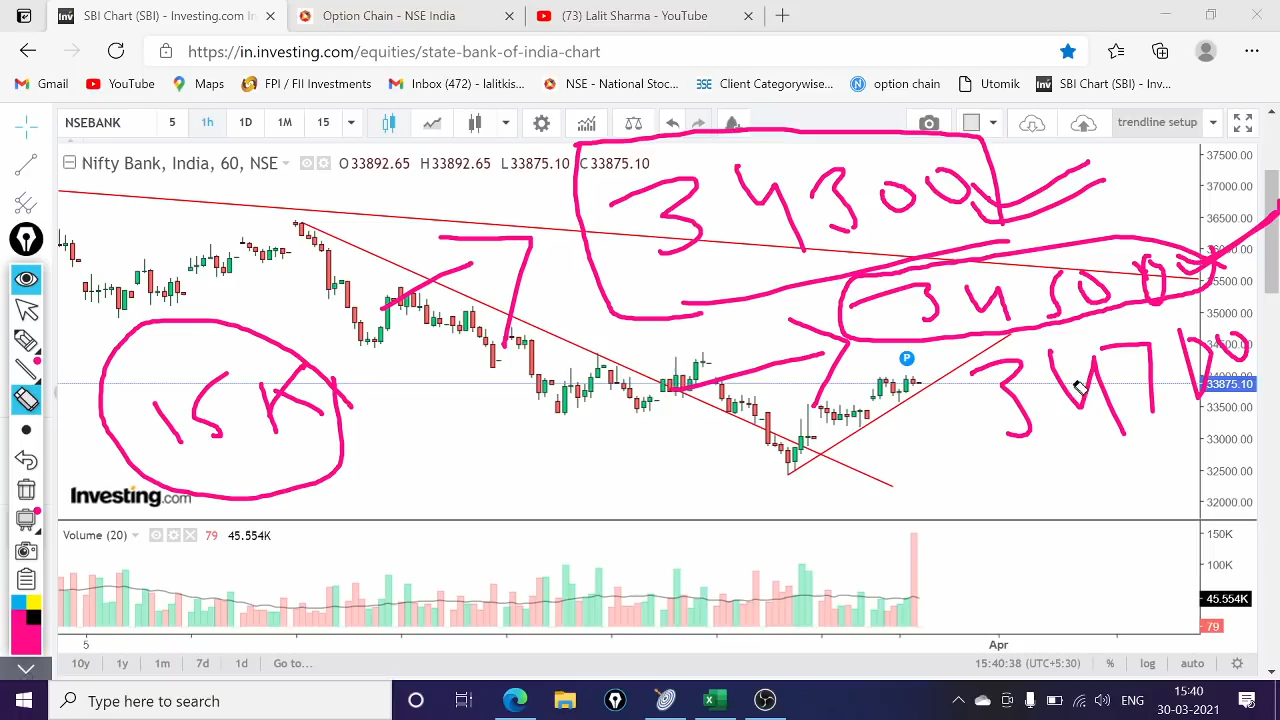 SBI Chart (SBI) - Investing.com
Option Chain - NSE India
(73) Lalit Sharma - YouTube
https://in.investing.com/equities/state-bank-of-india-chart
Gmail
YouTube
Maps
FPI / FII Investments
Inbox (472) - lalitkis...
NSE - National Stoc...
Client Categorywise...
option chain
Utomik
SBI Chart (SBI) - Inv...
NSEBANK 5 1h 1D 1M 15 trendline setup
Nifty Bank, India, 60, NSE O33892.65 H33892.65 L33875.10 C33875.10
37500.00
37000.00
36500.00
36000.00
35500.00
35000.00
34500.00
34000.00
33875.10
33500.00
33000.00
32500.00
32000.00
34300
34500
15K
P
Investing.com
Volume (20) 79 45.554K
150K
100K
45.554K
79
5 Apr
10y 1y 1m 7d 1d Go to... 15:40:38 (UTC+5:30) % log auto
Type here to search
ENG
15:40
30-03-2021